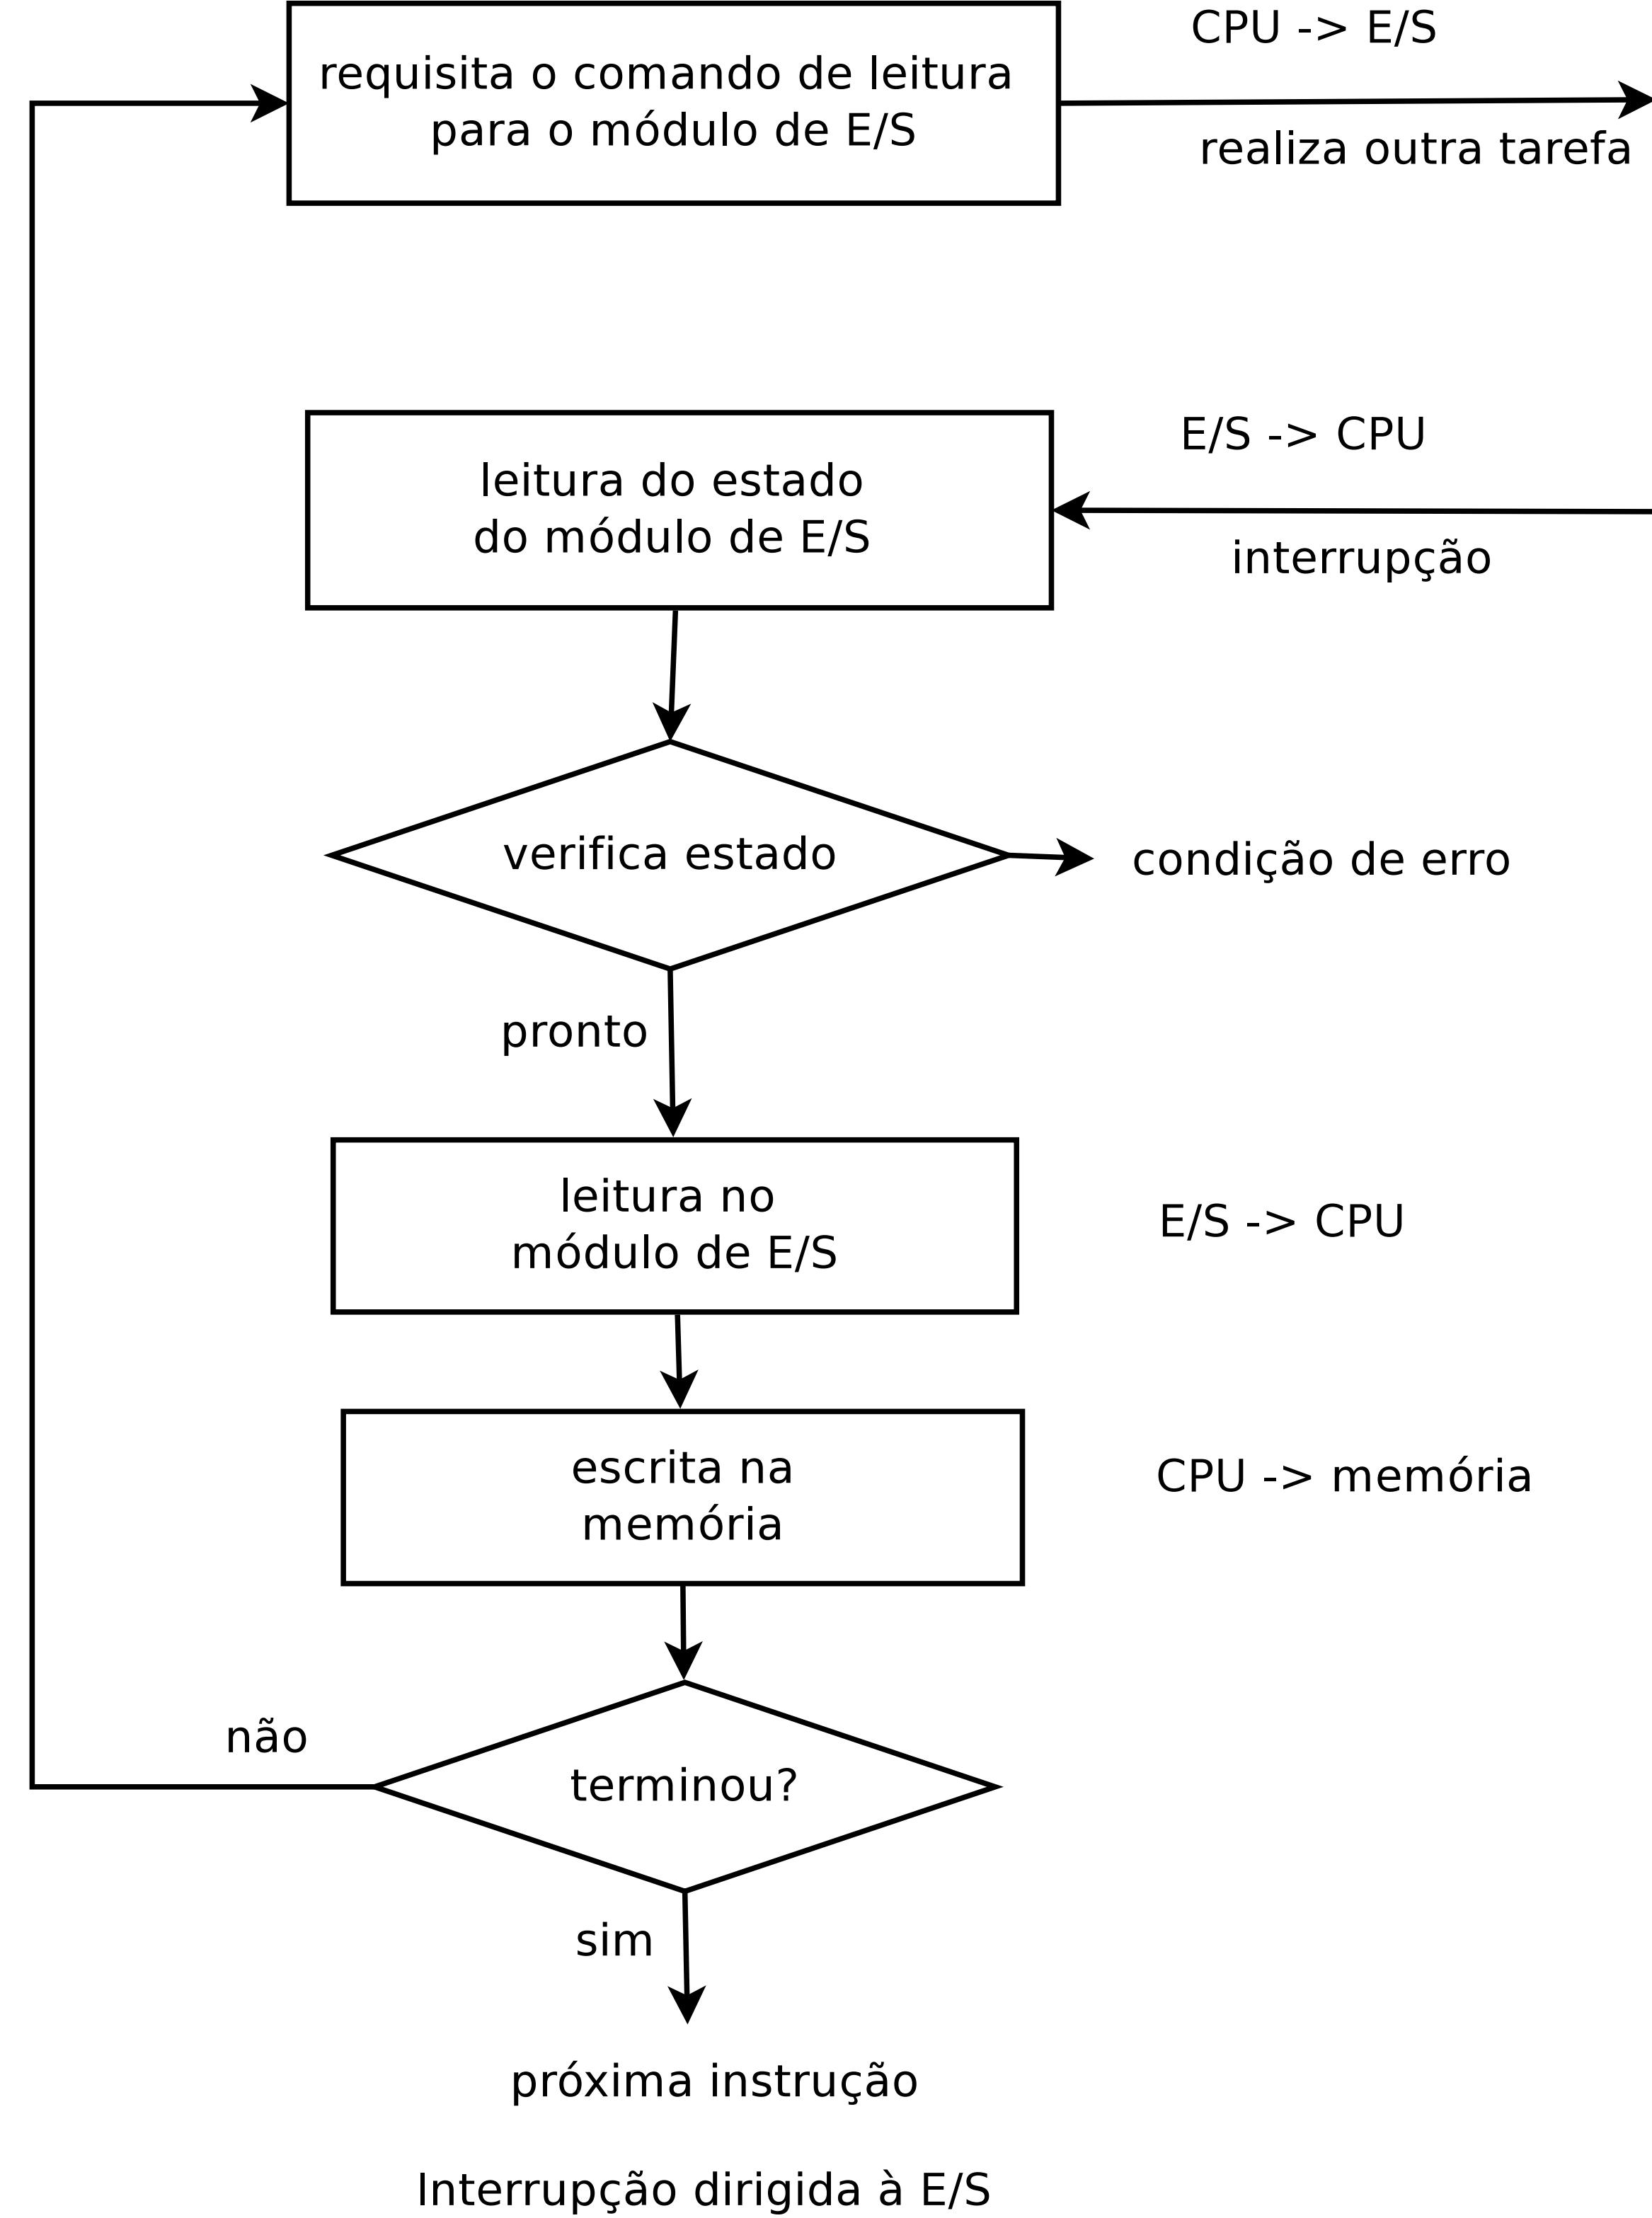 CPU -> E/S
requisita o comando de leitura
para o módulo de E/S
realiza outra tarefa
E/S -> CPU
leitura do estado
do módulo de E/S
interrupção
verifica estado
condição de erro
pronto
leitura no
módulo de E/S
E/S -> CPU
escrita na
memória
CPU -> memória
não
terminou?
sim
próxima instrução
Interrupção dirigida à E/S